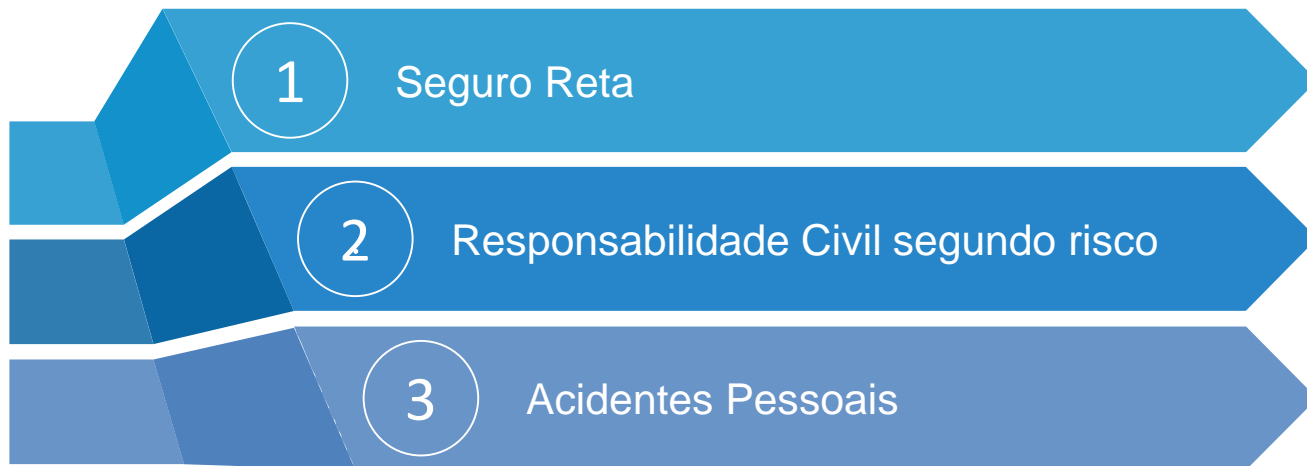 1 Seguro Reta
2 Responsabilidade Civil segundo risco
3 Acidentes Pessoais